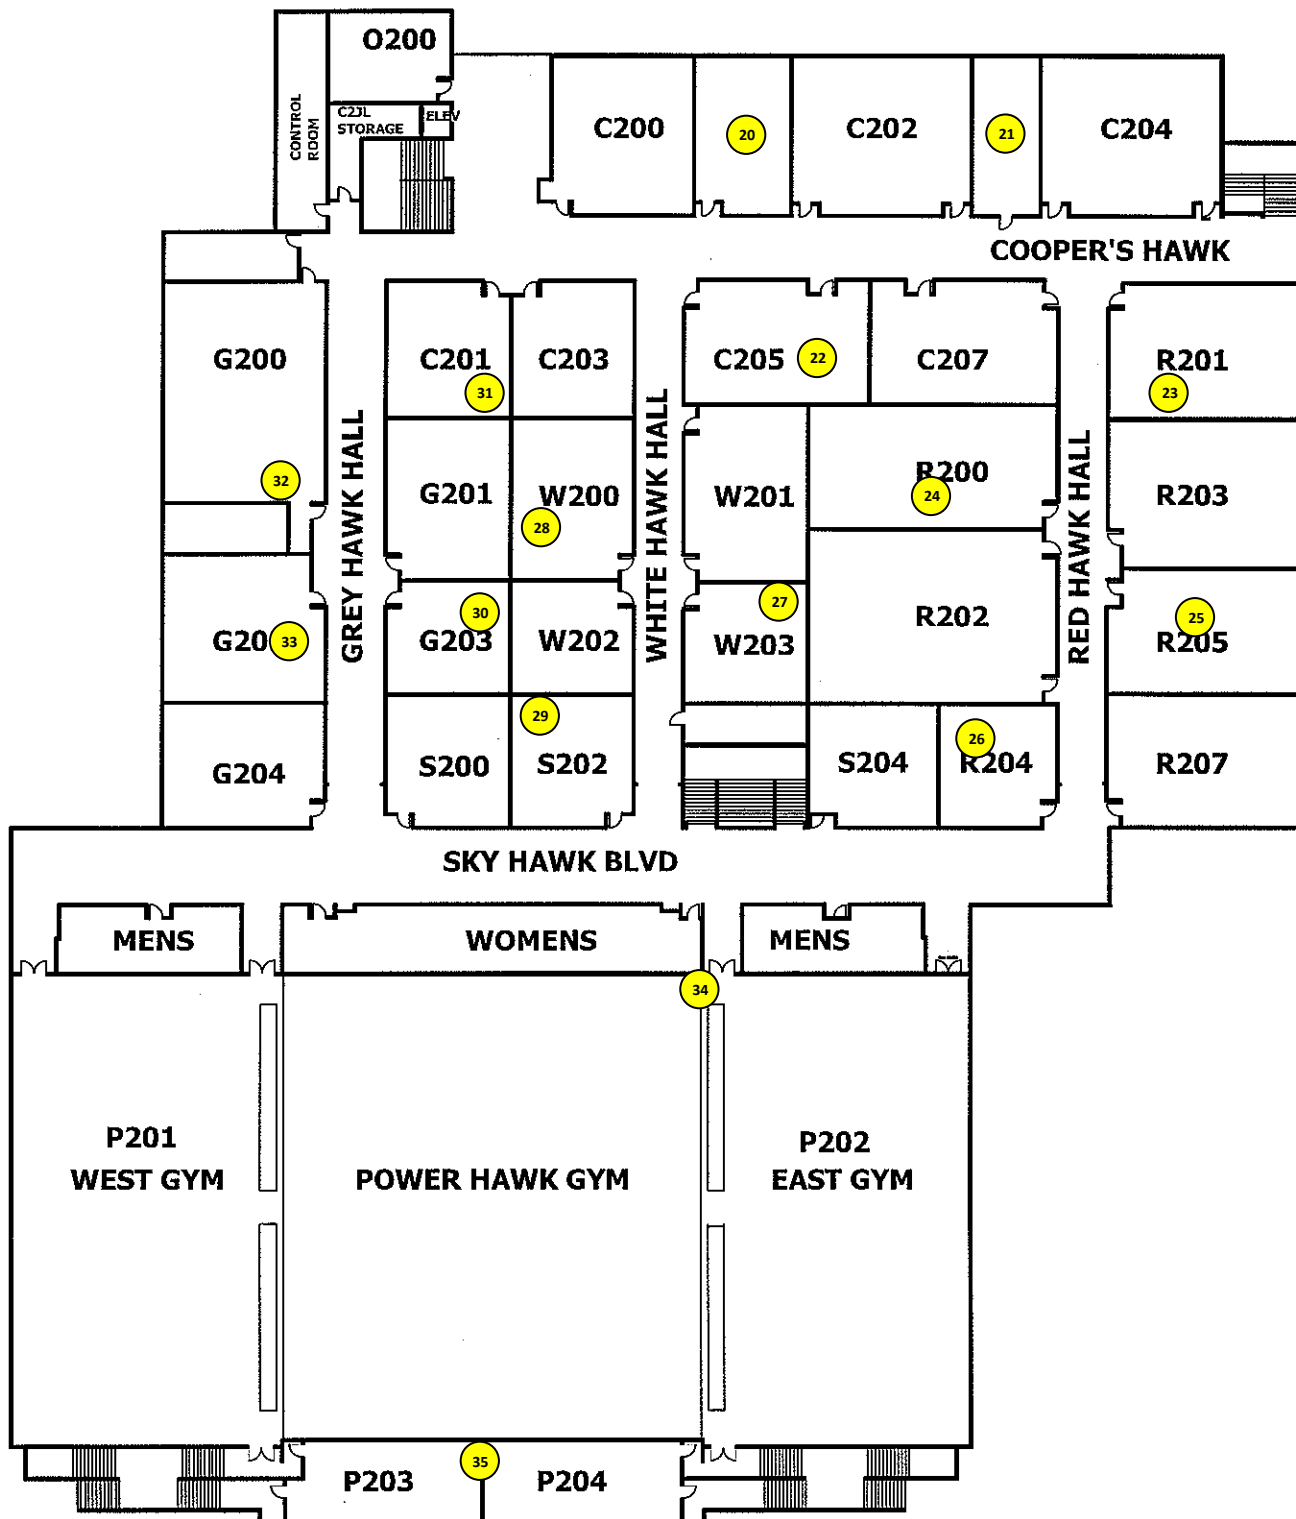 O200
CONTROL
ROOM
STORAGE
ELEV
C200
20
C202
21
C204
COOPER'S HAWK
G200
C201
31
C203
C205
22
C207
R201
23
GREY HAWK HALL
WHITE HAWK HALL
RED HAWK HALL
32
G201
W200
28
W201
R200
24
R203
33
30
G203
W202
27
W203
R202
25
R205
G204
S200
29
S202
S204
26
R204
R207
SKY HAWK BLVD
MENS
WOMENS
MENS
34
P201
WEST GYM
POWER HAWK GYM
P202
EAST GYM
P203
35
P204